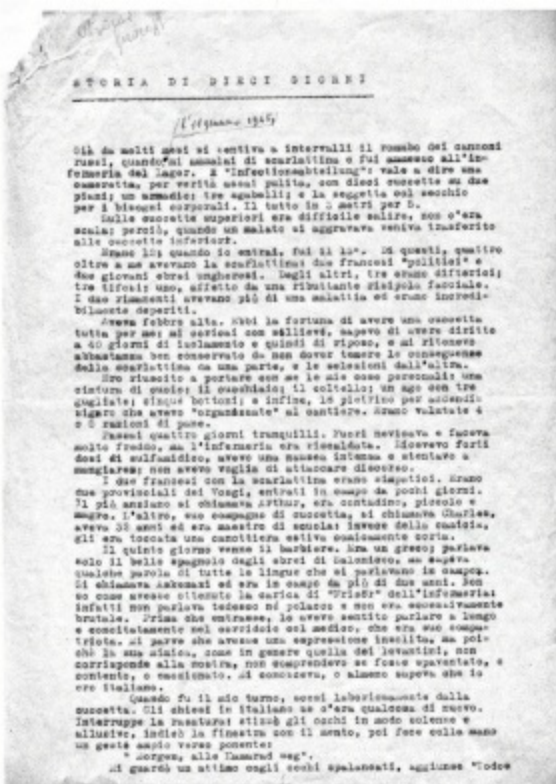 STORIA DI DIECI GIORNI
Già da molti mesi si sentiva a intervalli il rombo dei cannoni
russi, quando mi ammalai di scarlattina e fui ammesso all'in-
fermeria del lager. "Infectionsabteilung": vale a dire una
cameretta, per verità assai pulita, con dieci cuccette su due
piani; un armadio; tre sgabelli; e la seggetta col secchio
per i bisogni corporali. Il tutto in 3 metri per 5.
Sulle cuccette superiori era difficile salire, non c'era
scala; perciò, quando un malato si aggravava veniva trasferito
alle cuccette inferiori.
Eravamo quando io entrai, fui il 13°. Di questi, quattro
oltre a me avevano la scarlattina: due francesi "politici" e
due giovani ebrei ungheresi. Degli altri, tre erano difterici;
tre tifosi; uno, affetto da una ributtante risipola facciale.
I due rimanenti avevano più di una malattia ed erano incredi-
bilmente deperiti.
Avevo febbre alta. Ebbi la fortuna di avere una cuccetta
tutta per me; mi coricai con sollievo, sapevo di avere diritto
a 40 giorni di isolamento e quindi di riposo, e mi ritenevo
abbastanza ben conservato da non dover temere le conseguenze
della scarlattina da una parte, e le selezioni dall'altra.
Ero riuscito a portare con me le mie cose personali: una
cintura di cuoio; il cucchiaio; il coltello; un ago con tre
gugliate; cinque bottoni; e infine, la pietrina per accendi-
sigaro che avevo "organizzato" al cantiere. Erano valutate 4
o 5 razioni di pane.
Passai quattro giorni tranquilli. Fuori nevicava e faceva
molto freddo, ma l'infermeria era riscaldata. Ricevevo forti
dosi di sulfamidico, avevo una nausea intensa e stentavo a
mangiare; non avevo voglia di attaccare discorso.
I due francesi con la scarlattina erano simpatici. Erano
due provinciali dei Vosgi, entrati in campo da pochi giorni.
Il più anziano si chiamava Arthur, era contadino, piccolo e
magro. L'altro, suo compagno di cuccetta, si chiamava Charles,
aveva 32 anni ed era maestro di scuola; invece della camicia,
gli era toccata una canottiera estiva comicamente corta.
Il quinto giorno venne il barbiere. Era un greco; parlava
solo il bello spagnolo degli ebrei di Salonicco, ma sapeva
qualche parola di tutte le lingue che si parlavano in campo.
Si chiamava Askenazi ed era in campo da più di due anni. Non
so come avesse ottenuto la carica di "Frisör" dell'infermeria:
infatti non parlava tedesco né polacco e non era eccessivamente
brutale. Prima che entrasse, lo avevo sentito parlare a lungo
e concitatamente nel corridoio col medico, che era suo compa-
triota. Mi parve che avesse una espressione insolita, ma poi-
ché la sua mimica, come in genere quella dei levantini, non
corrisponde alla nostra, non comprendevo se fosse spaventato, o
contento, o emozionato. Mi conosceva, o almeno sapeva che io
ero italiano.
Quando fu il mio turno, scesi laboriosamente dalla
cuccetta. Gli chiesi in italiano se c'era qualcosa di nuovo.
Interruppe la rasatura; strizzò gli occhi in modo solenne e
allusivo, indicò la finestra con il mento, poi fece colla mano
un gesto ampio verso ponente:
"Morgen, alle Kamarad weg".
Mi guardò un attimo cogli occhi spalancati, aggiunse